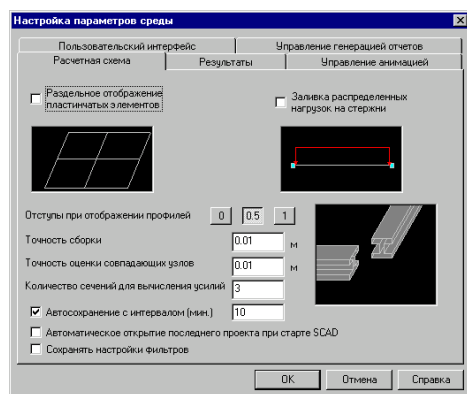 Настройка параметров среды
Пользовательский интерфейс
Управление генерацией отчетов
Расчетная схема
Результаты
Управление анимацией
Раздельное отображение
пластинчатых элементов
Заливка распределенных
нагрузок на стержни
Отступы при отображении профилей 0 0.5 1
Точность сборки 0.01 м
Точность оценки совпадающих узлов 0.01 м
Количество сечений для вычисления усилий 3
Автосохранение с интервалом (мин.) 10
Автоматическое открытие последнего проекта при старте SCAD
Сохранять настройки фильтров
OK Отмена Справка